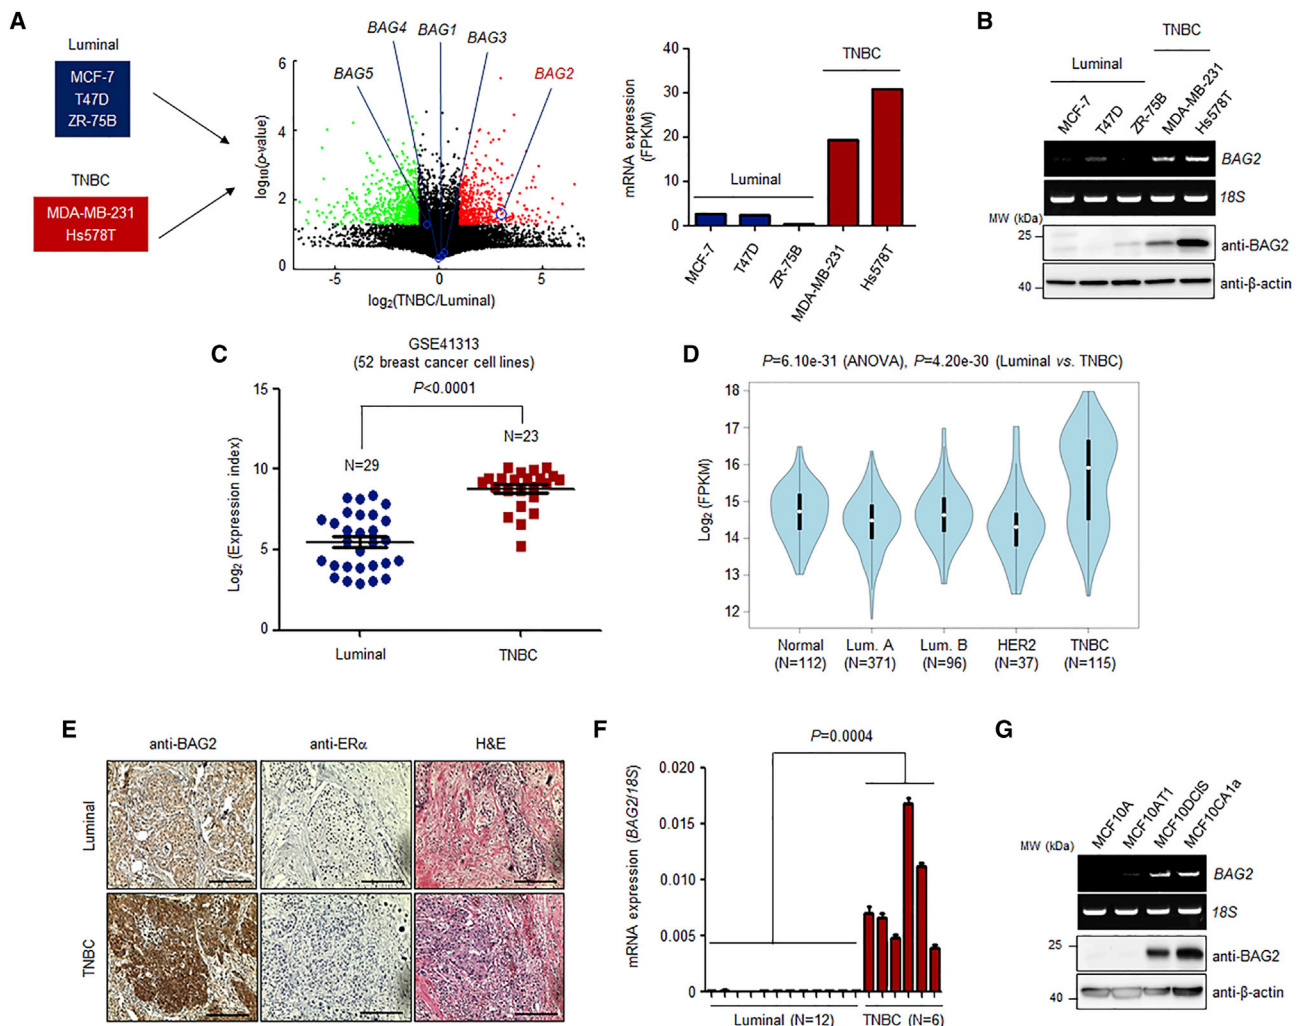 A
Luminal
MCF-7
T47D
ZR-75B
TNBC
MDA-MB-231
Hs578T
BAG4
BAG1
BAG3
BAG5
BAG2
log10(p-value)
6
4
2
0
-5
0
5
log2(TNBC/Luminal)
mRNA expression
(FPKM)
40
30
20
10
0
Luminal
TNBC
MCF-7
T47D
ZR-75B
MDA-MB-231
Hs578T
B
TNBC
Luminal
MCF-7
T47D
ZR-75B
MDA-MB-231
Hs578T
BAG2
18S
MW (kDa)
25
anti-BAG2
40
anti-β-actin
C
GSE41313
(52 breast cancer cell lines)
P<0.0001
N=29
N=23
Log2 (Expression index)
15
10
5
0
Luminal
TNBC
D
P=6.10e-31 (ANOVA), P=4.20e-30 (Luminal vs. TNBC)
Log2 (FPKM)
18
17
16
15
14
13
12
Normal
(N=112)
Lum. A
(N=371)
Lum. B
(N=96)
HER2
(N=37)
TNBC
(N=115)
E
anti-BAG2
anti-ERα
H&E
Luminal
TNBC
F
P=0.0004
mRNA expression (BAG2/18S)
0.020
0.015
0.010
0.005
0
Luminal (N=12)
TNBC (N=6)
G
MCF10A
MCF10AT1
MCF10DCIS
MCF10CA1a
MW (kDa)
BAG2
18S
25
anti-BAG2
40
anti-β-actin